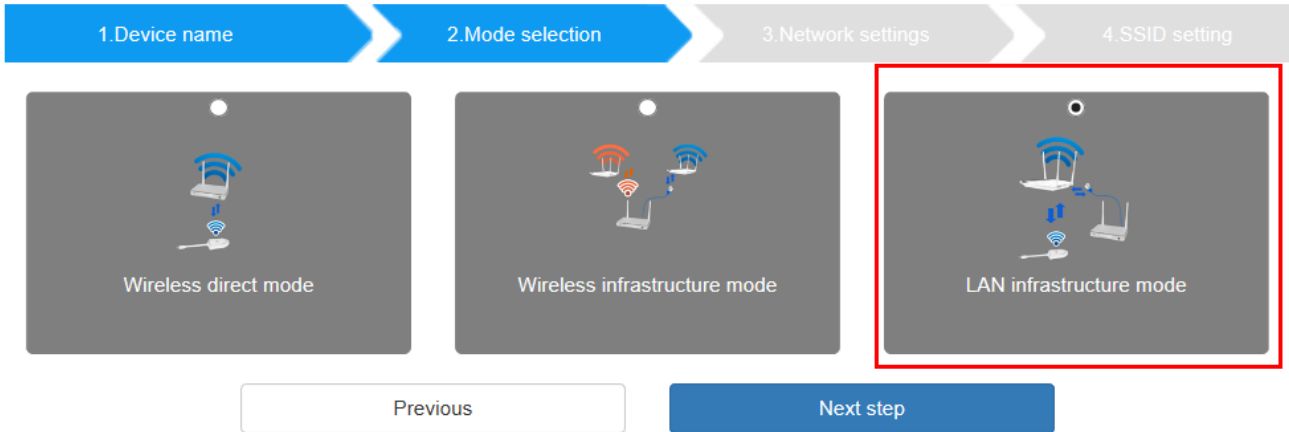 1.Device name
2.Mode selection
3.Network settings
4.SSID setting
Wireless direct mode
Wireless infrastructure mode
LAN infrastructure mode
Previous
Next step